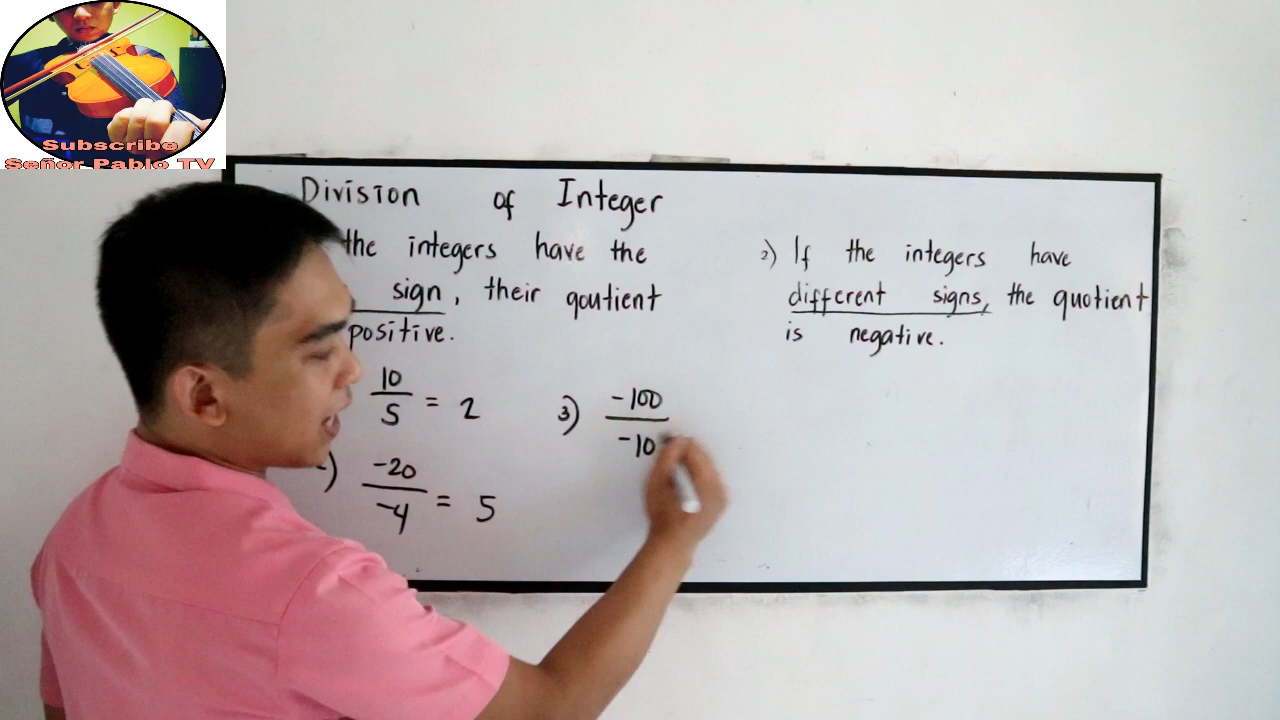 Subscribe
Señor Pablo TV
Division of Integer
the integers have the
sign, their qoutient
positive.
10
5
= 2
-20
-4
= 5
3)
-100
-10
2) If the integers have
different signs, the quotient
is negative.